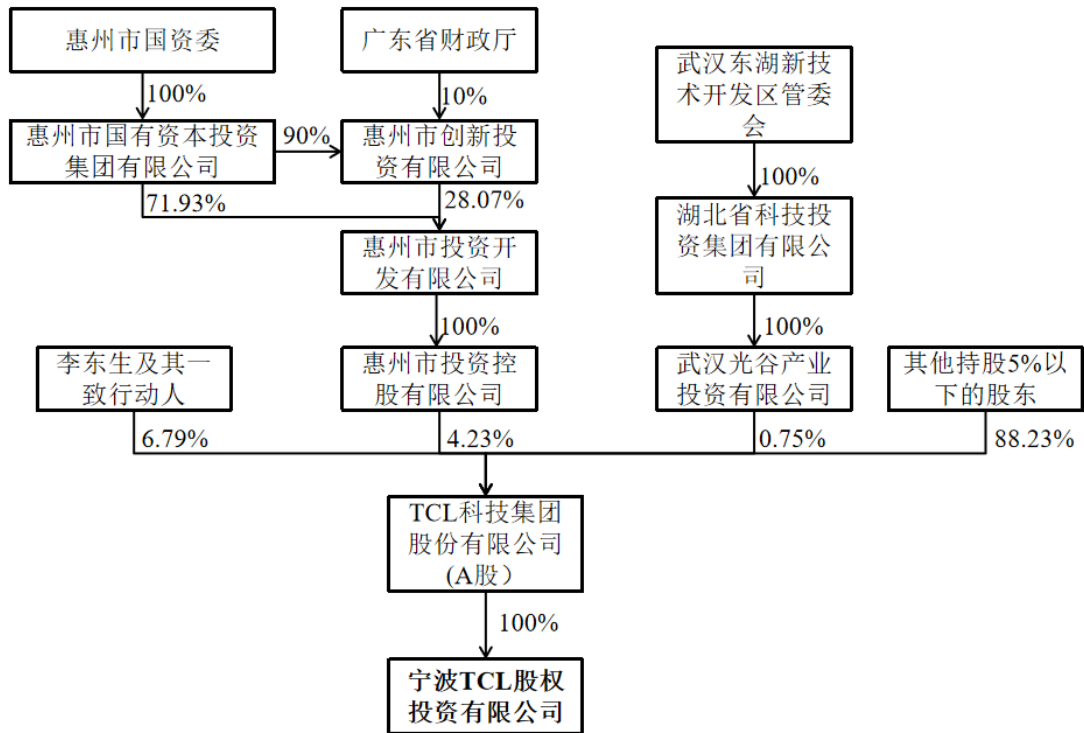 惠州市国资委
广东省财政厅
武汉东湖新技
术开发区管委
会
100%
10%
惠州市国有资本投资
集团有限公司
90%
惠州市创新投
资有限公司
100%
71.93%
28.07%
湖北省科技投
资集团有限公
司
惠州市投资开
发有限公司
100%
100%
李东生及其一
致行动人
惠州市投资控
股有限公司
武汉光谷产业
投资有限公司
其他持股5%以
下的股东
6.79%
4.23%
0.75%
88.23%
TCL科技集团
股份有限公司
(A股）
100%
宁波TCL股权
投资有限公司